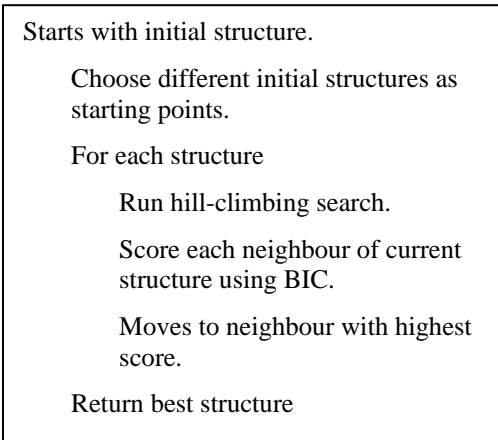 Starts with initial structure.
Choose different initial structures as
starting points.
For each structure
Run hill-climbing search.
Score each neighbour of current
structure using BIC.
Moves to neighbour with highest
score.
Return best structure